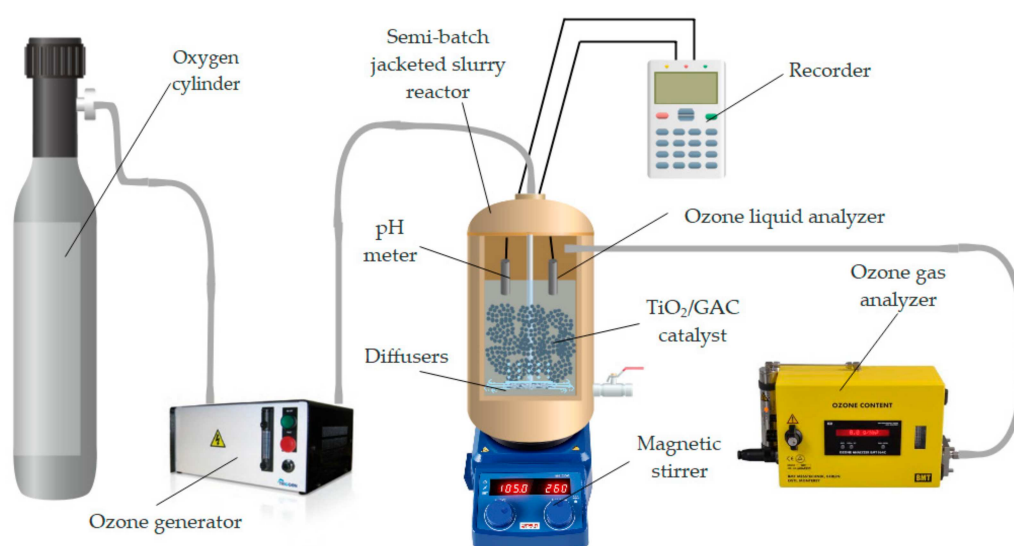 Oxygen
cylinder
Semi-batch
jacketed slurry
reactor
Recorder
pH
meter
Ozone liquid analyzer
Ozone gas
analyzer
TiO₂/GAC
catalyst
Diffusers
OZONE CONTENT
Magnetic
stirrer
105.0 260
BMT
Ozone generator